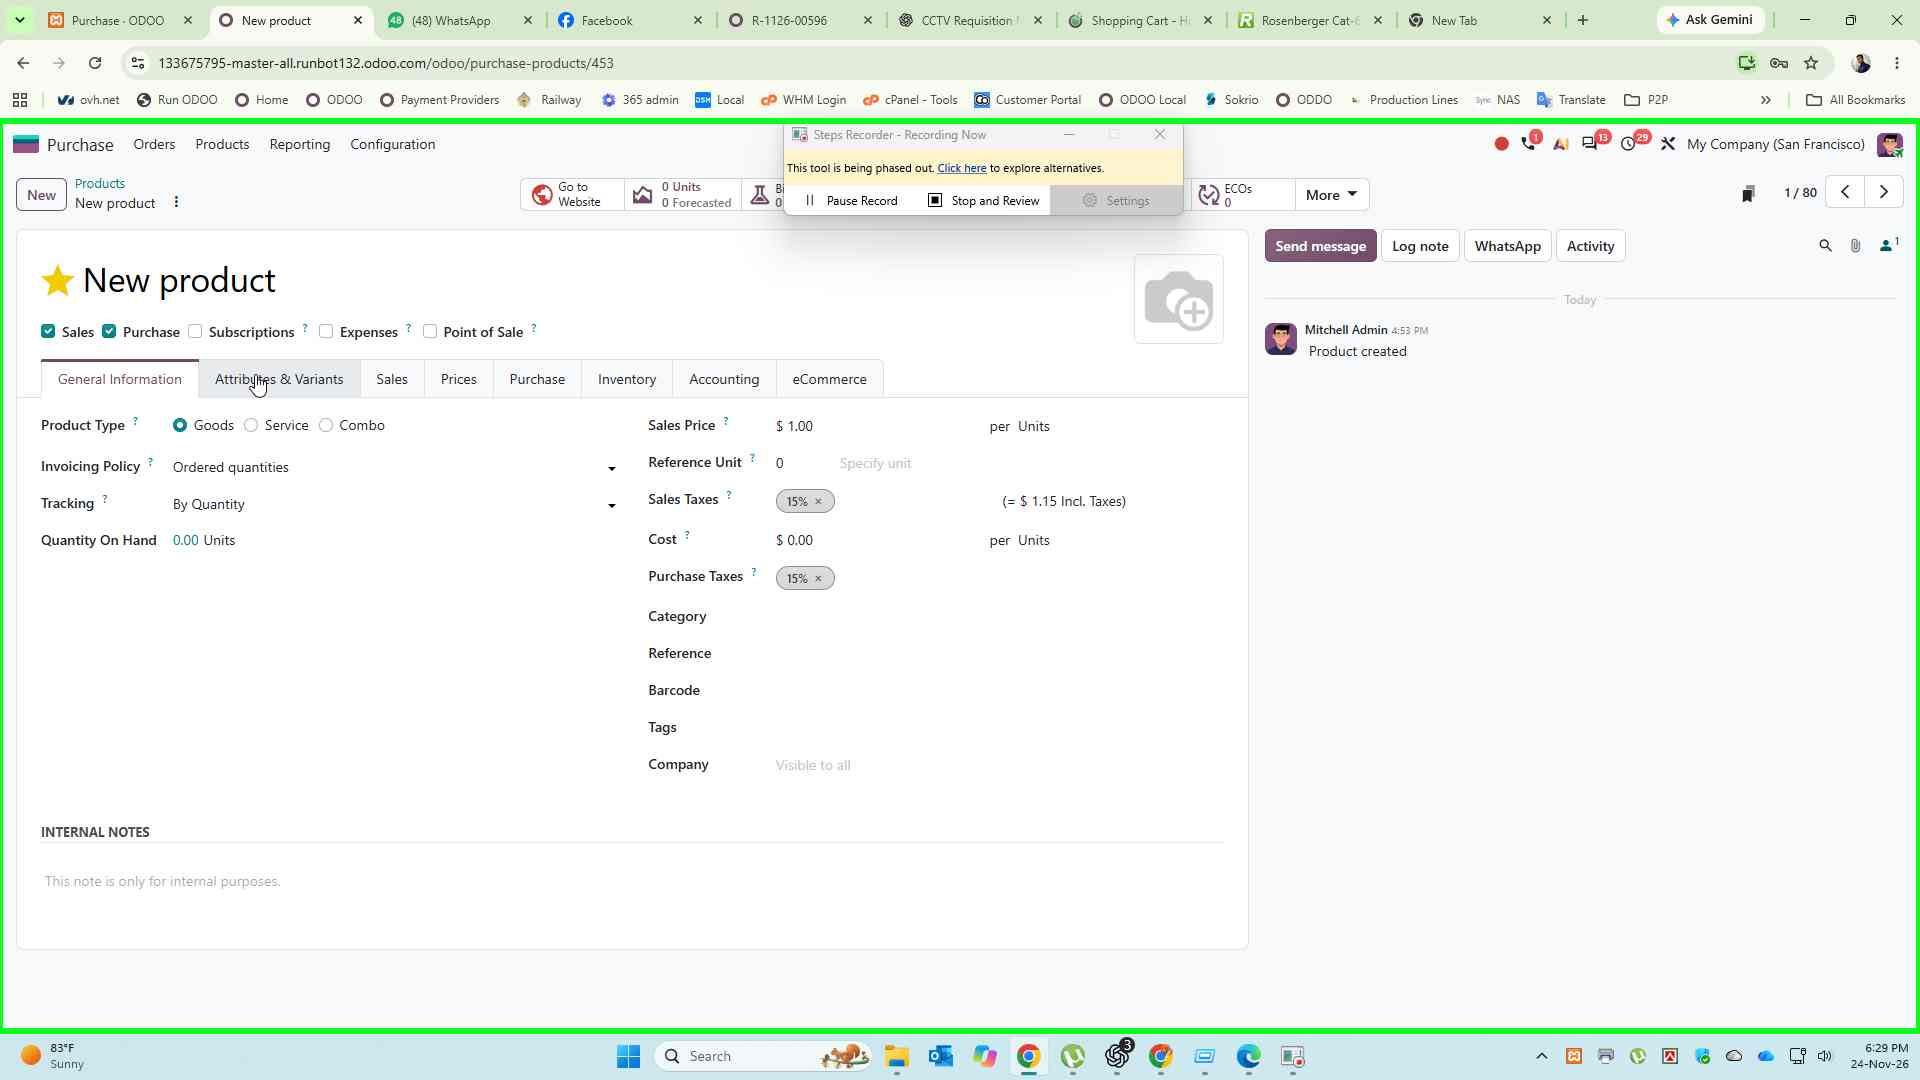 Purchase - ODOO
New product
(48) WhatsApp
Facebook
R-1126-00596
CCTV Requisition
Shopping Cart - H
Rosenberger Cat-6
New Tab
Ask Gemini
133675795-master-all.runbot132.odoo.com/odoo/purchase-products/453
ovh.net
Run ODOO
Home
ODOO
Payment Providers
Railway
365 admin
DSM Local
WHM Login
cPanel - Tools
Customer Portal
ODOO Local
Sokrio
ODDO
Production Lines
Sync NAS
Translate
P2P
All Bookmarks
Purchase
Orders
Products
Reporting
Configuration
Steps Recorder - Recording Now
This tool is being phased out. Click here to explore alternatives.
Pause Record
Stop and Review
Settings
1
13
29
My Company (San Francisco)
New
Products
New product
Go to Website
0 Units
0 Forecasted
ECOs
0
More
1 / 80
New product
Sales
Purchase
Subscriptions ?
Expenses ?
Point of Sale ?
Send message
Log note
WhatsApp
Activity
1
Today
Mitchell Admin 4:53 PM
Product created
General Information
Attributes & Variants
Sales
Prices
Purchase
Inventory
Accounting
eCommerce
Product Type ?
Goods
Service
Combo
Invoicing Policy ?
Ordered quantities
Tracking ?
By Quantity
Quantity On Hand
0.00 Units
Sales Price ?
$ 1.00
per Units
Reference Unit ?
0
Specify unit
Sales Taxes ?
15% ×
(= $ 1.15 Incl. Taxes)
Cost ?
$ 0.00
per Units
Purchase Taxes ?
15% ×
Category
Reference
Barcode
Tags
Company
Visible to all
INTERNAL NOTES
This note is only for internal purposes.
83°F
Sunny
Search
3
6:29 PM
24-Nov-26